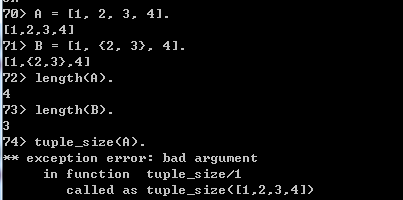 70> A = [1, 2, 3, 4].
[1,2,3,4]
71> B = [1, {2, 3}, 4].
[1,{2,3},4]
72> length(A).
4
73> length(B).
3
74> tuple_size(A).
** exception error: bad argument
in function  tuple_size/1
called as tuple_size([1,2,3,4])